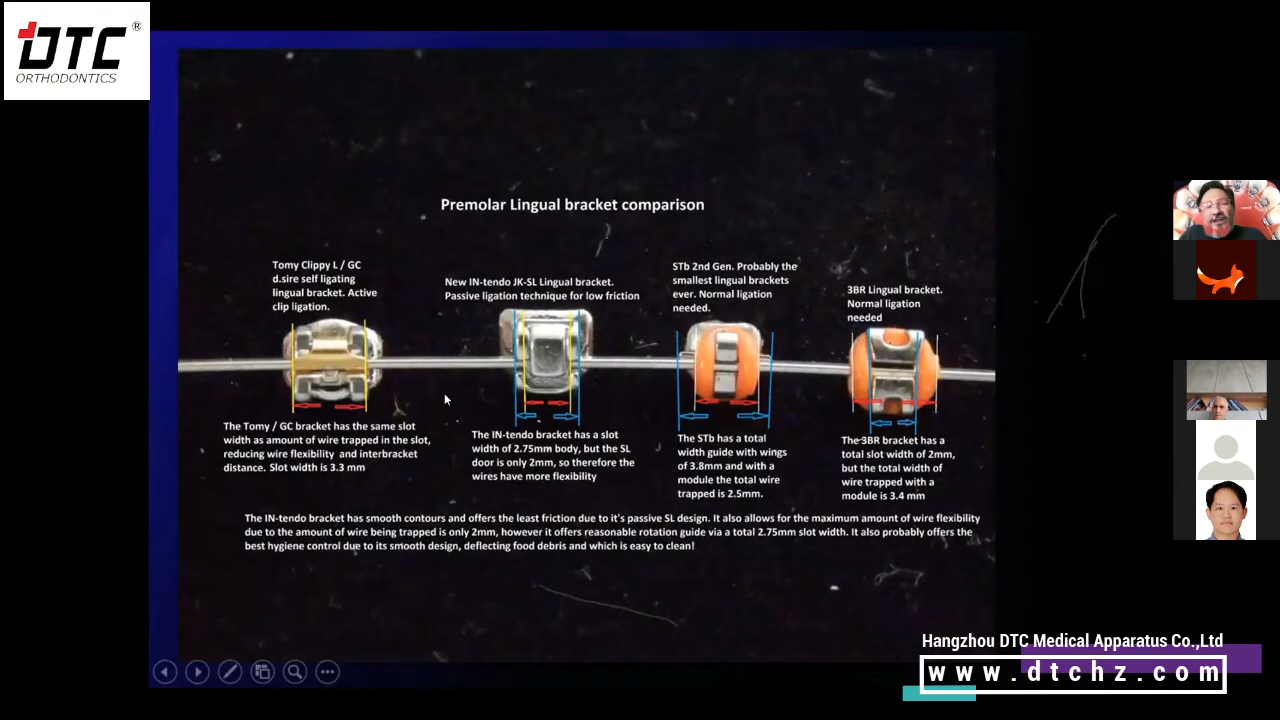 DTC®
ORTHODONTICS
Premolar Lingual bracket comparison
Tomy Clippy L / GC
d.sire self ligating
lingual bracket. Active
clip ligation.
New IN-tendo JK-SL Lingual bracket.
Passive ligation technique for low friction
STb 2nd Gen. Probably the
smallest lingual brackets
ever. Normal ligation
needed.
3BR Lingual bracket.
Normal ligation
needed
The Tomy / GC bracket has the same slot
width as amount of wire trapped in the slot,
reducing wire flexibility and interbracket
distance. Slot width is 3.3 mm
The IN-tendo bracket has a slot
width of 2.75mm body, but the SL
door is only 2mm, so therefore the
wires have more flexibility
The STb has a total
width guide with wings
of 3.8mm and with a
module the total wire
trapped is 2.5mm.
The 3BR bracket has a
total slot width of 2mm,
but the total width of
wire trapped with a
module is 3.4 mm
The IN-tendo bracket has smooth contours and offers the least friction due to it's passive SL design. It also allows for the maximum amount of wire flexibility
due to the amount of wire being trapped is only 2mm, however it offers reasonable rotation guide via a total 2.75mm slot width. It also probably offers the
best hygiene control due to its smooth design, deflecting food debris and which is easy to clean!
Hangzhou DTC Medical Apparatus Co.,Ltd
www.dtchz.com